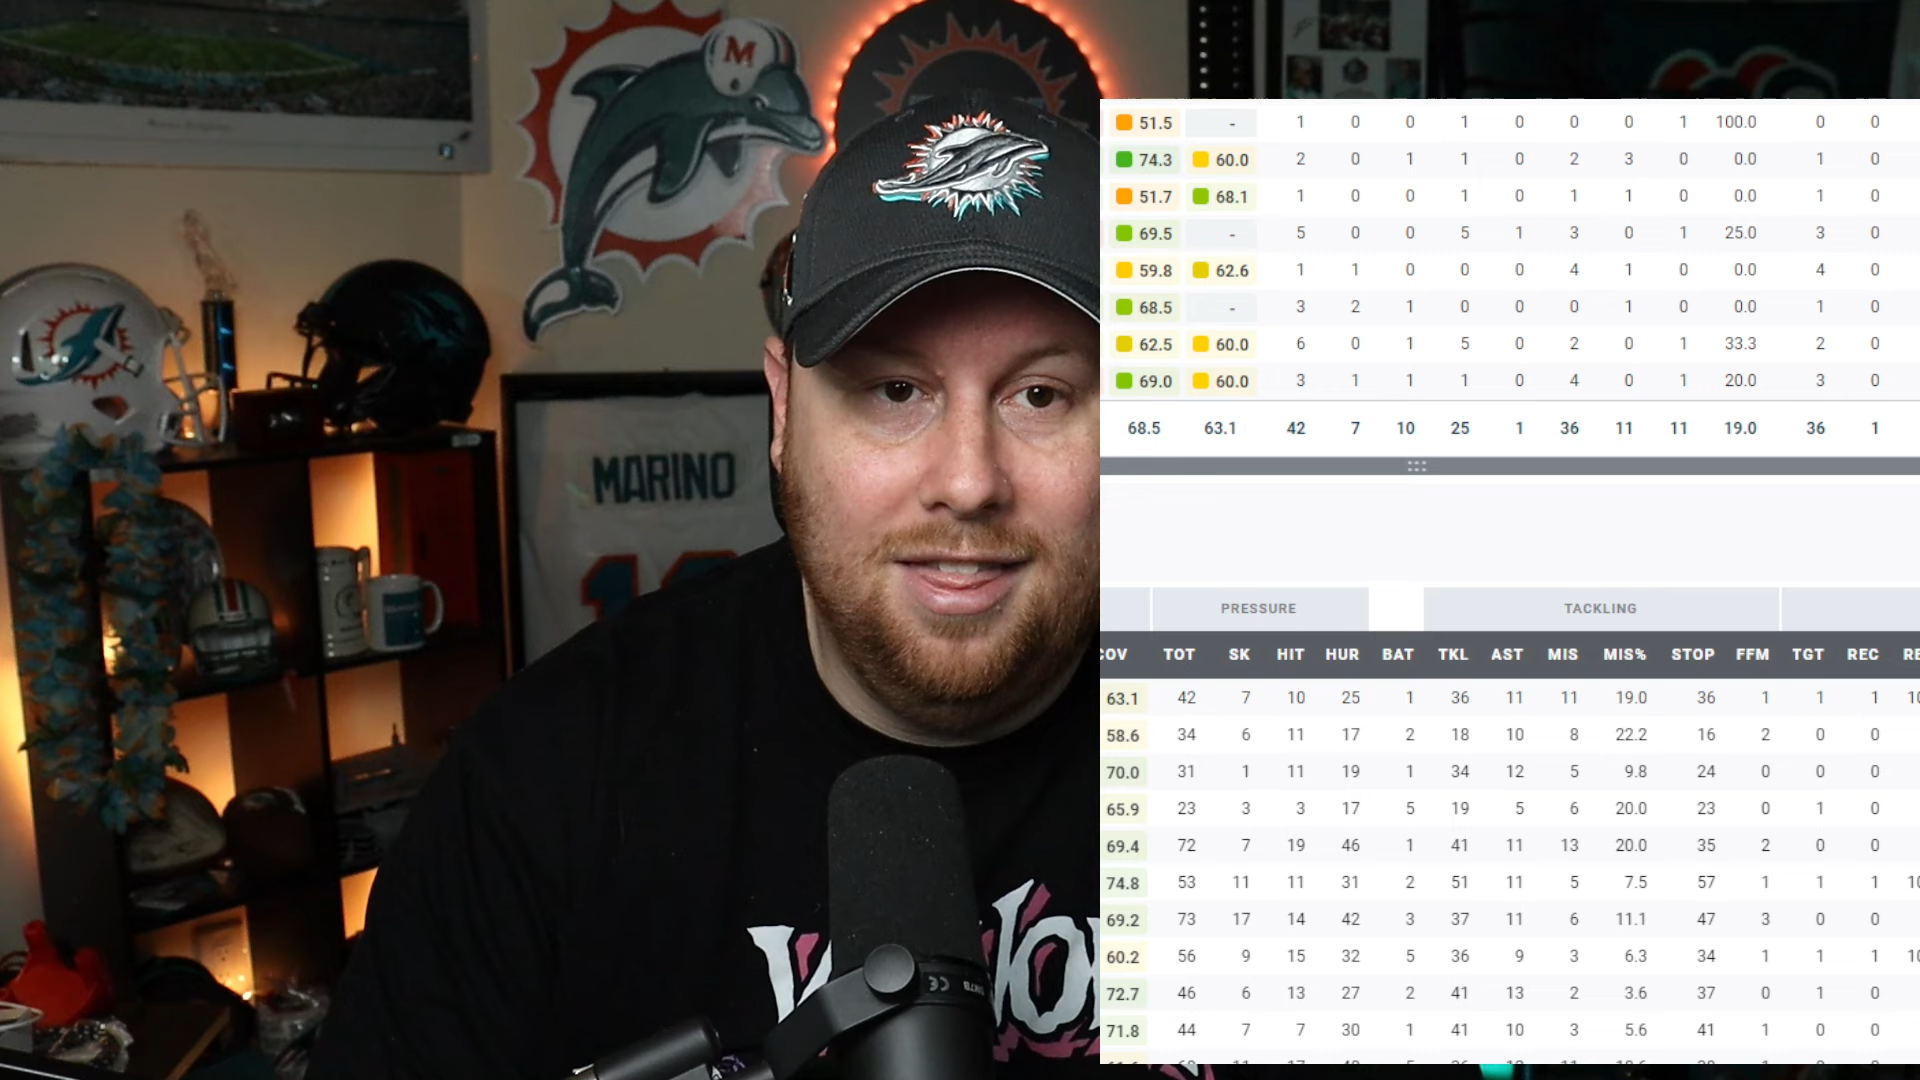 M
MARINO
51.5 - 1 0 0 1 0 0 0 1 100.0 0 0
74.3 60.0 2 0 1 1 0 2 3 0 0.0 1 0
51.7 68.1 1 0 0 1 0 1 1 0 0.0 1 0
69.5 - 5 0 0 5 1 3 0 1 25.0 3 0
59.8 62.6 1 1 0 0 0 4 1 0 0.0 4 0
68.5 - 3 2 1 0 0 0 1 0 0.0 1 0
62.5 60.0 6 0 1 5 0 2 0 1 33.3 2 0
69.0 60.0 3 1 1 1 0 4 0 1 20.0 3 0
68.5 63.1 42 7 10 25 1 36 11 11 19.0 36 1
PRESSURE TACKLING
COV TOT SK HIT HUR BAT TKL AST MIS MIS% STOP FFM TGT REC
63.1 42 7 10 25 1 36 11 11 19.0 36 1 1 1 10
58.6 34 6 11 17 2 18 10 8 22.2 16 2 0 0
70.0 31 1 11 19 1 34 12 5 9.8 24 0 0 0
65.9 23 3 3 17 5 19 5 6 20.0 23 0 1 0
69.4 72 7 19 46 1 41 11 13 20.0 35 2 0 0
74.8 53 11 11 31 2 51 11 5 7.5 57 1 1 1 10
69.2 73 17 14 42 3 37 11 6 11.1 47 3 0 0
60.2 56 9 15 32 5 36 9 3 6.3 34 1 1 1 10
72.7 46 6 13 27 2 41 13 2 3.6 37 0 1 0
71.8 44 7 7 30 1 41 10 3 5.6 41 1 0 0